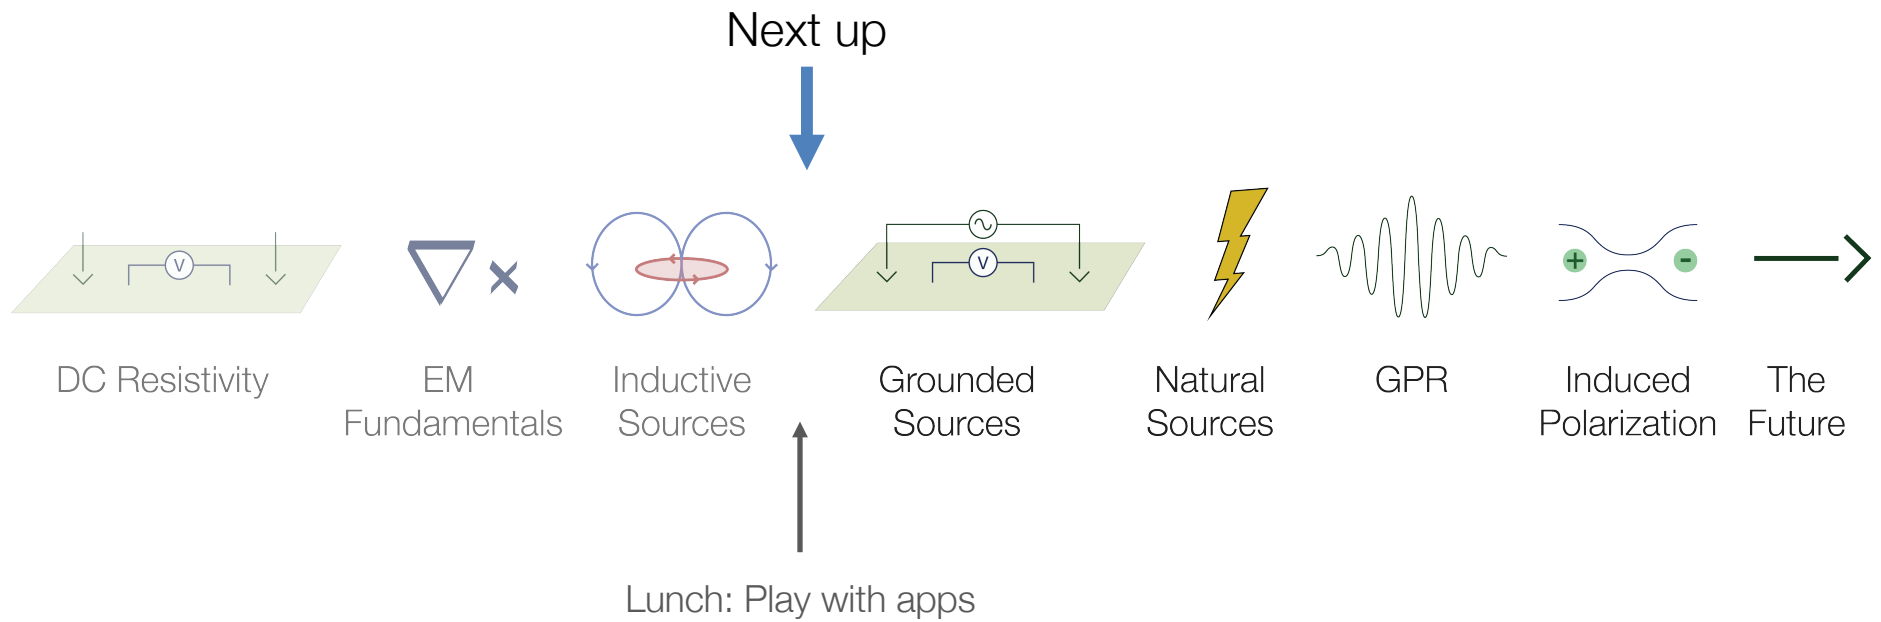 Next up
V
V
+
-
DC Resistivity
EM
Fundamentals
Inductive
Sources
Grounded
Sources
Natural
Sources
GPR
Induced
Polarization
The
Future
Lunch: Play with apps